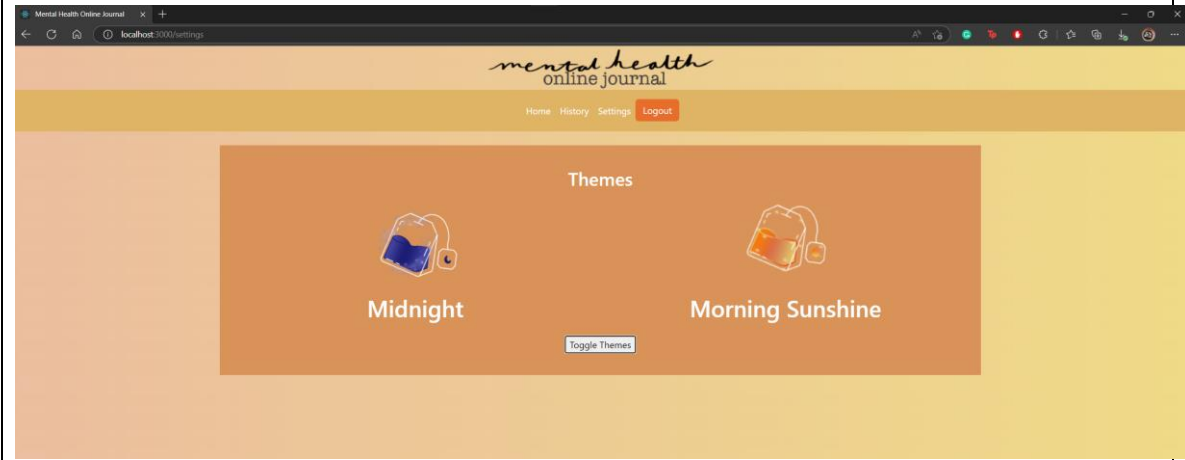 Mental Health Online Journal
localhost:3000/settings
mental health
online journal
Home History Settings Logout
Themes
Midnight Morning Sunshine
Toggle Themes